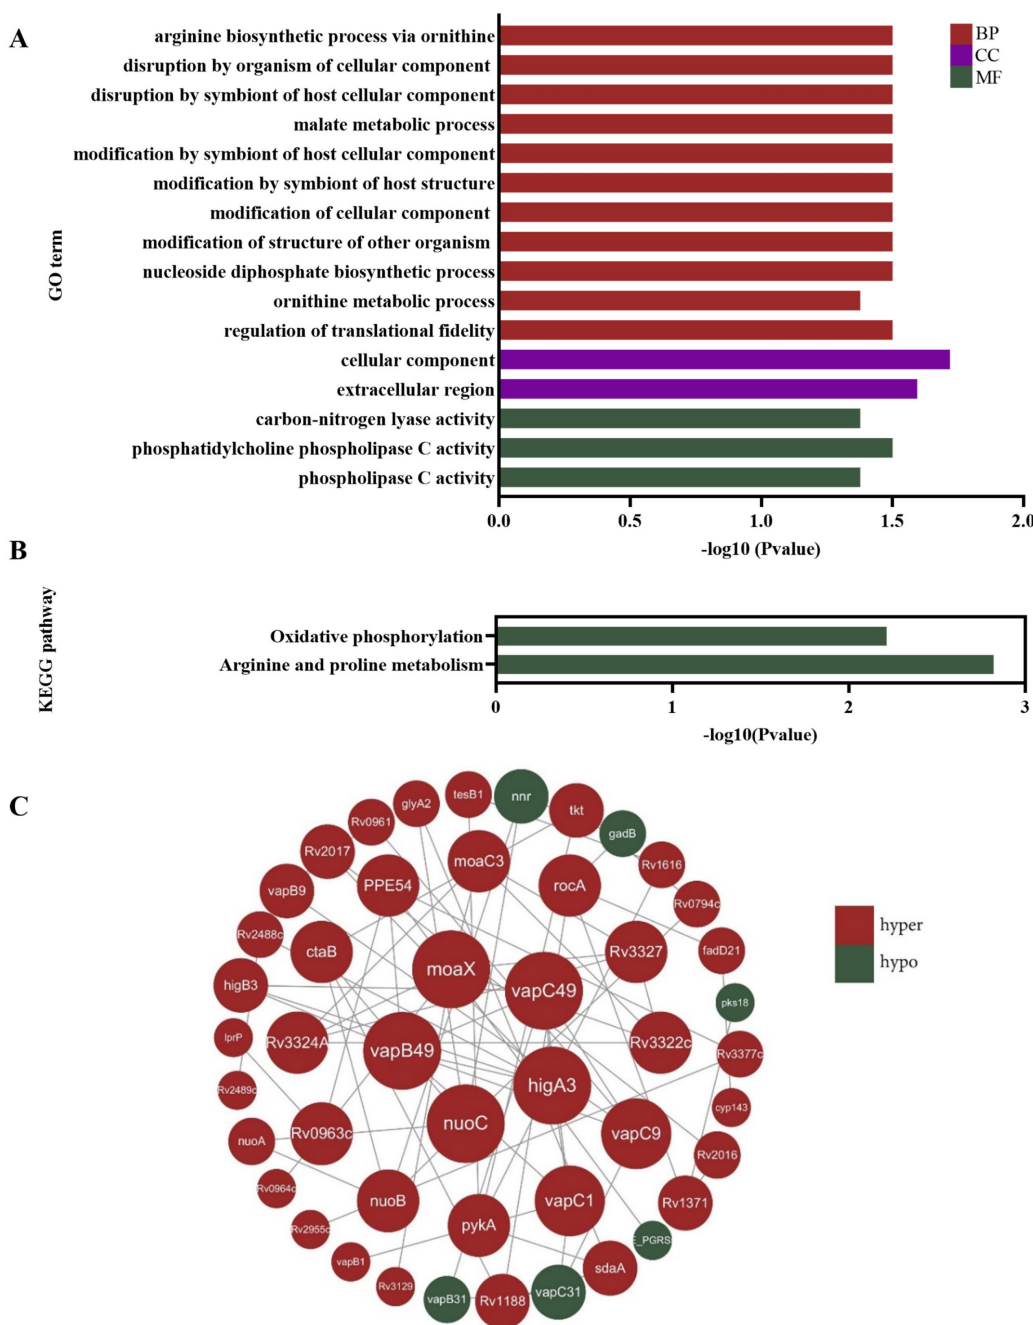 A
BP
CC
MF
GO term
arginine biosynthetic process via ornithine
disruption by organism of cellular component
disruption by symbiont of host cellular component
malate metabolic process
modification by symbiont of host cellular component
modification by symbiont of host structure
modification of cellular component
modification of structure of other organism
nucleoside diphosphate biosynthetic process
ornithine metabolic process
regulation of translational fidelity
cellular component
extracellular region
carbon-nitrogen lyase activity
phosphatidylcholine phospholipase C activity
phospholipase C activity
0.0 0.5 1.0 1.5 2.0
-log10 (Pvalue)
B
KEGG pathway
Oxidative phosphorylation
Arginine and proline metabolism
0 1 2 3
-log10(Pvalue)
C
tesB1
nnr
glyA2
tkt
Rv0961
gadB
Rv2017
moaC3
Rv1616
vapB9
PPE54
rocA
Rv0794c
Rv2488c
ctaB
Rv3327
fadD21
hyper
hypo
higB3
moaX
vapC49
pks18
lprP
Rv3324A
vapB49
Rv3322c
Rv3377c
Rv2489c
higA3
cyp143
nuoA
Rv0963c
nuoC
vapC9
Rv2016
Rv0964c
nuoB
vapC1
Rv1371
Rv2955c
pykA
E_PGRS
vapB1
sdaA
Rv3129
vapB31
Rv1188
vapC31